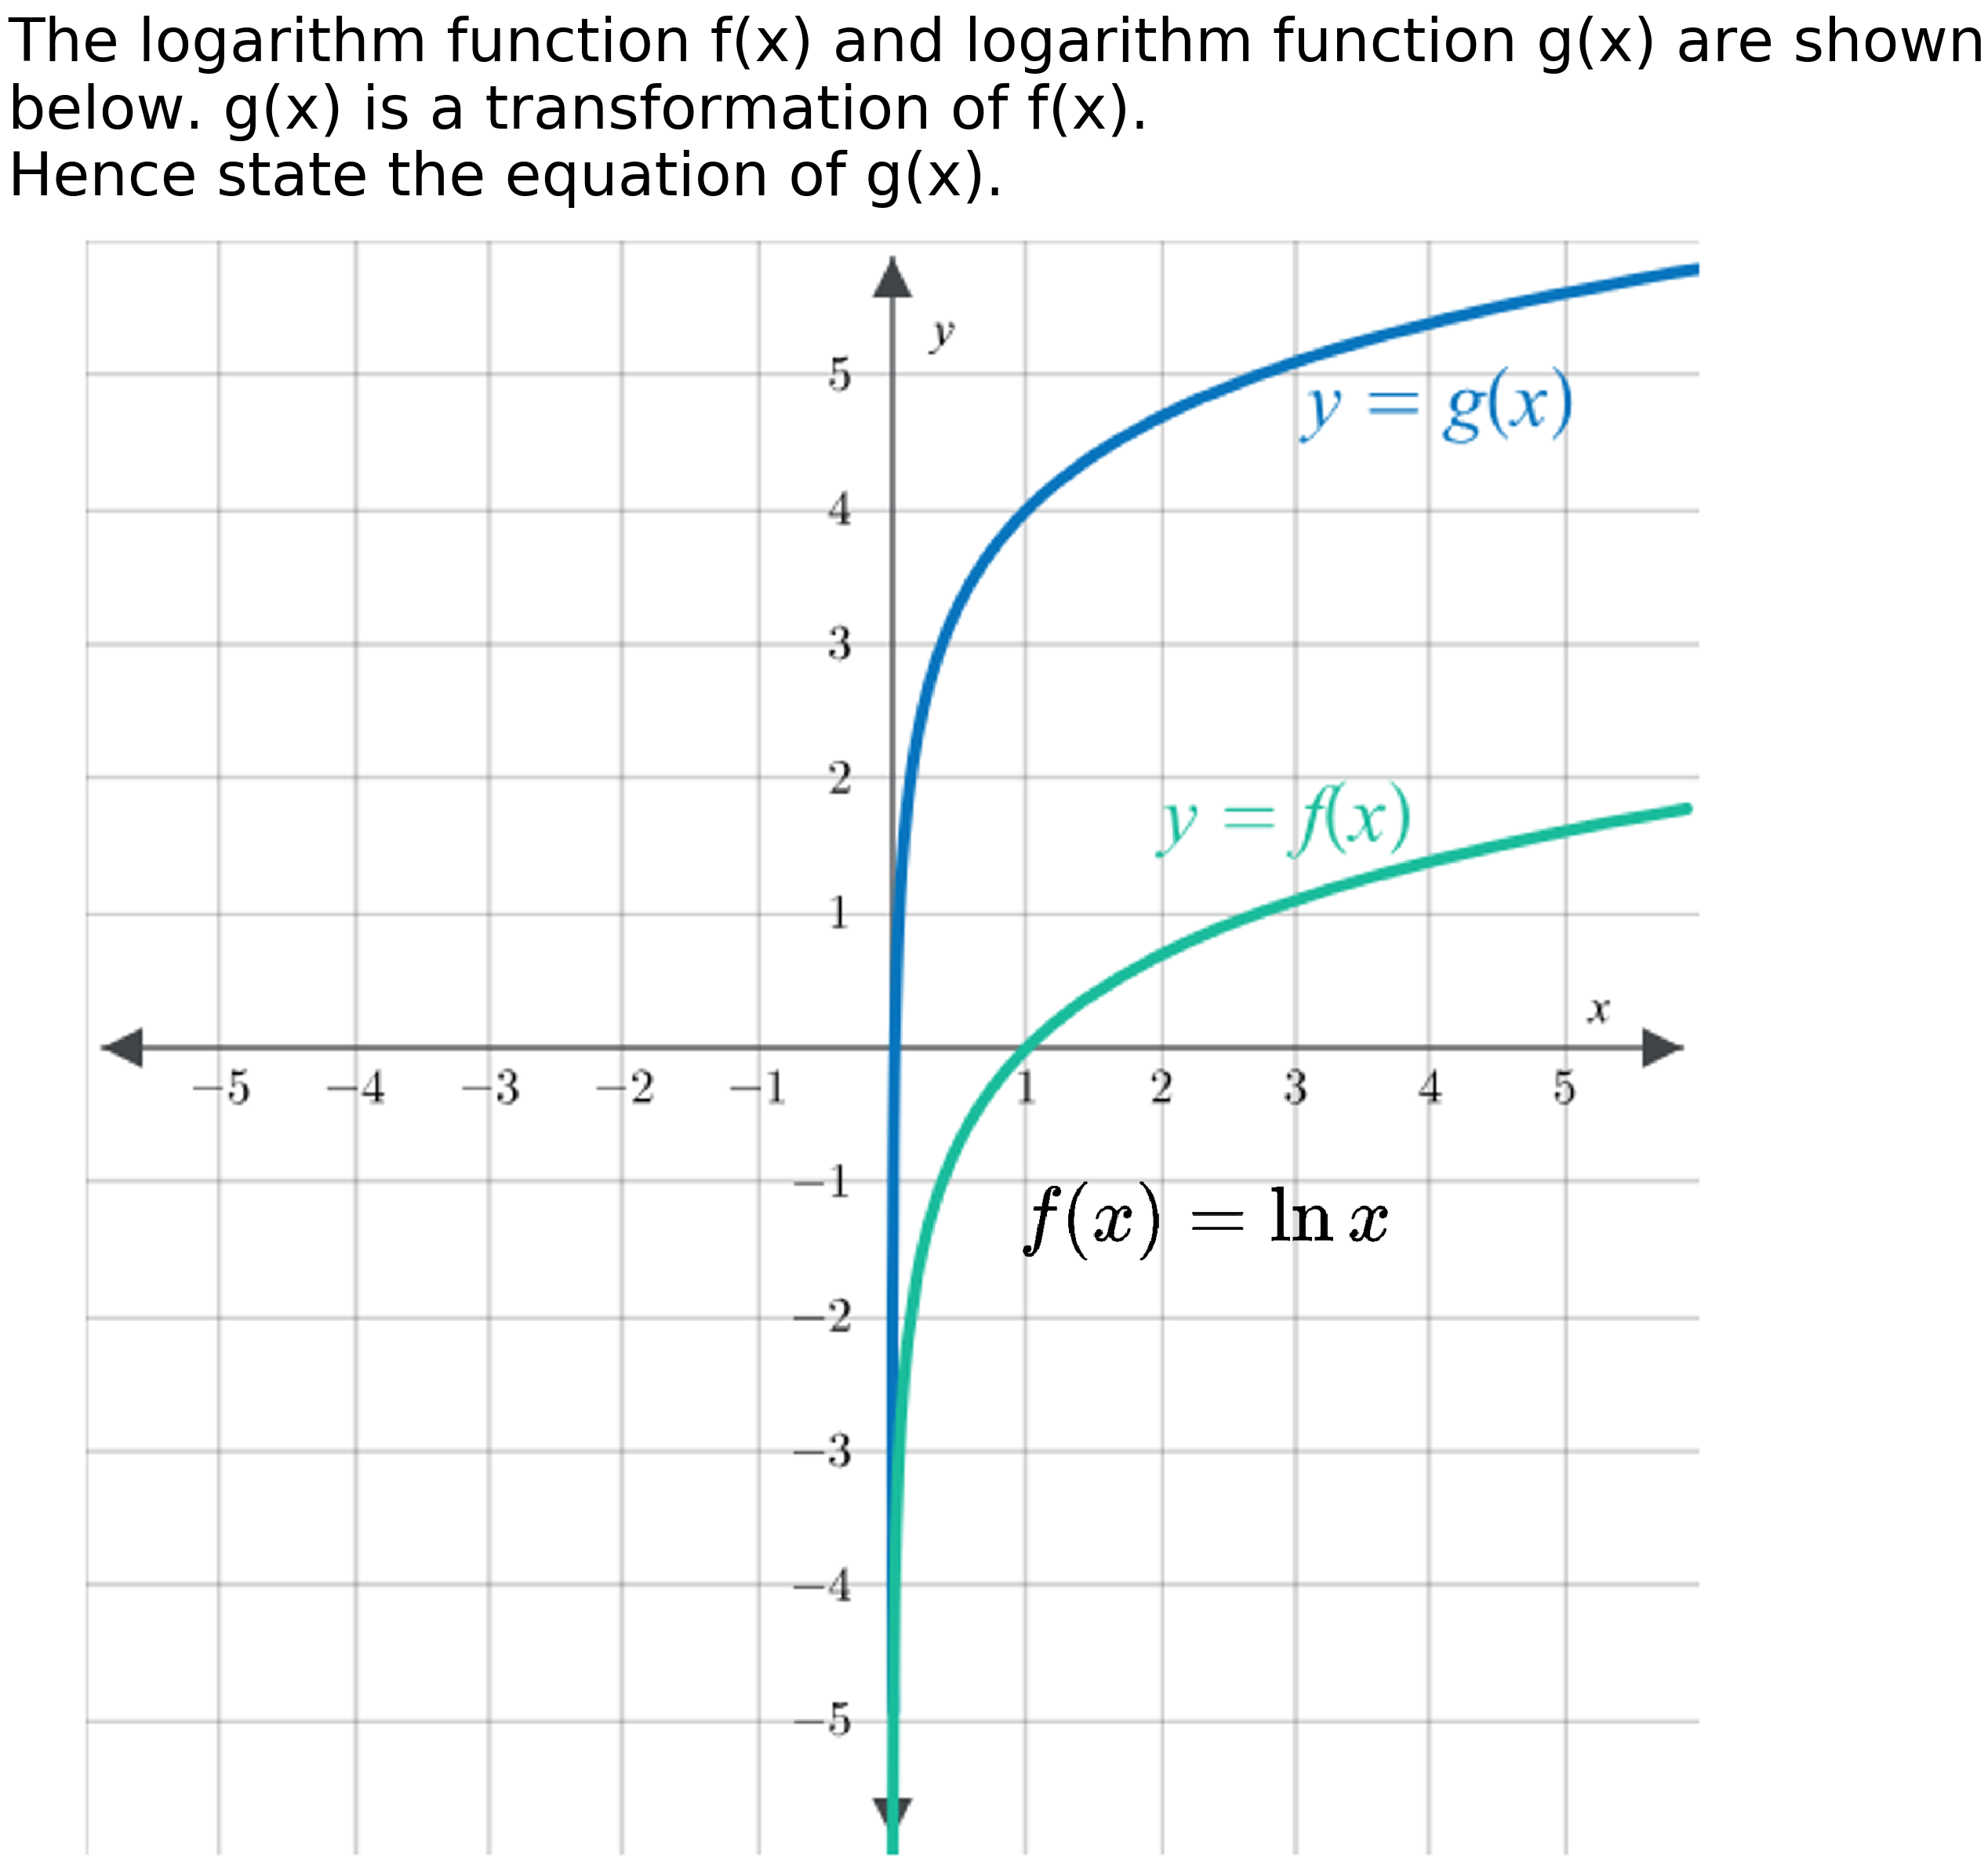 The logarithm function f(x) and logarithm function g(x) are shown
below. g(x) is a transformation of f(x).
Hence state the equation of g(x).
y
5
y = g(x)
4
3
2
y = f(x)
1
x
−5 −4 −3 −2 −1 1 2 3 4 5
−1
f(x) = ln x
−2
−3
−4
−5